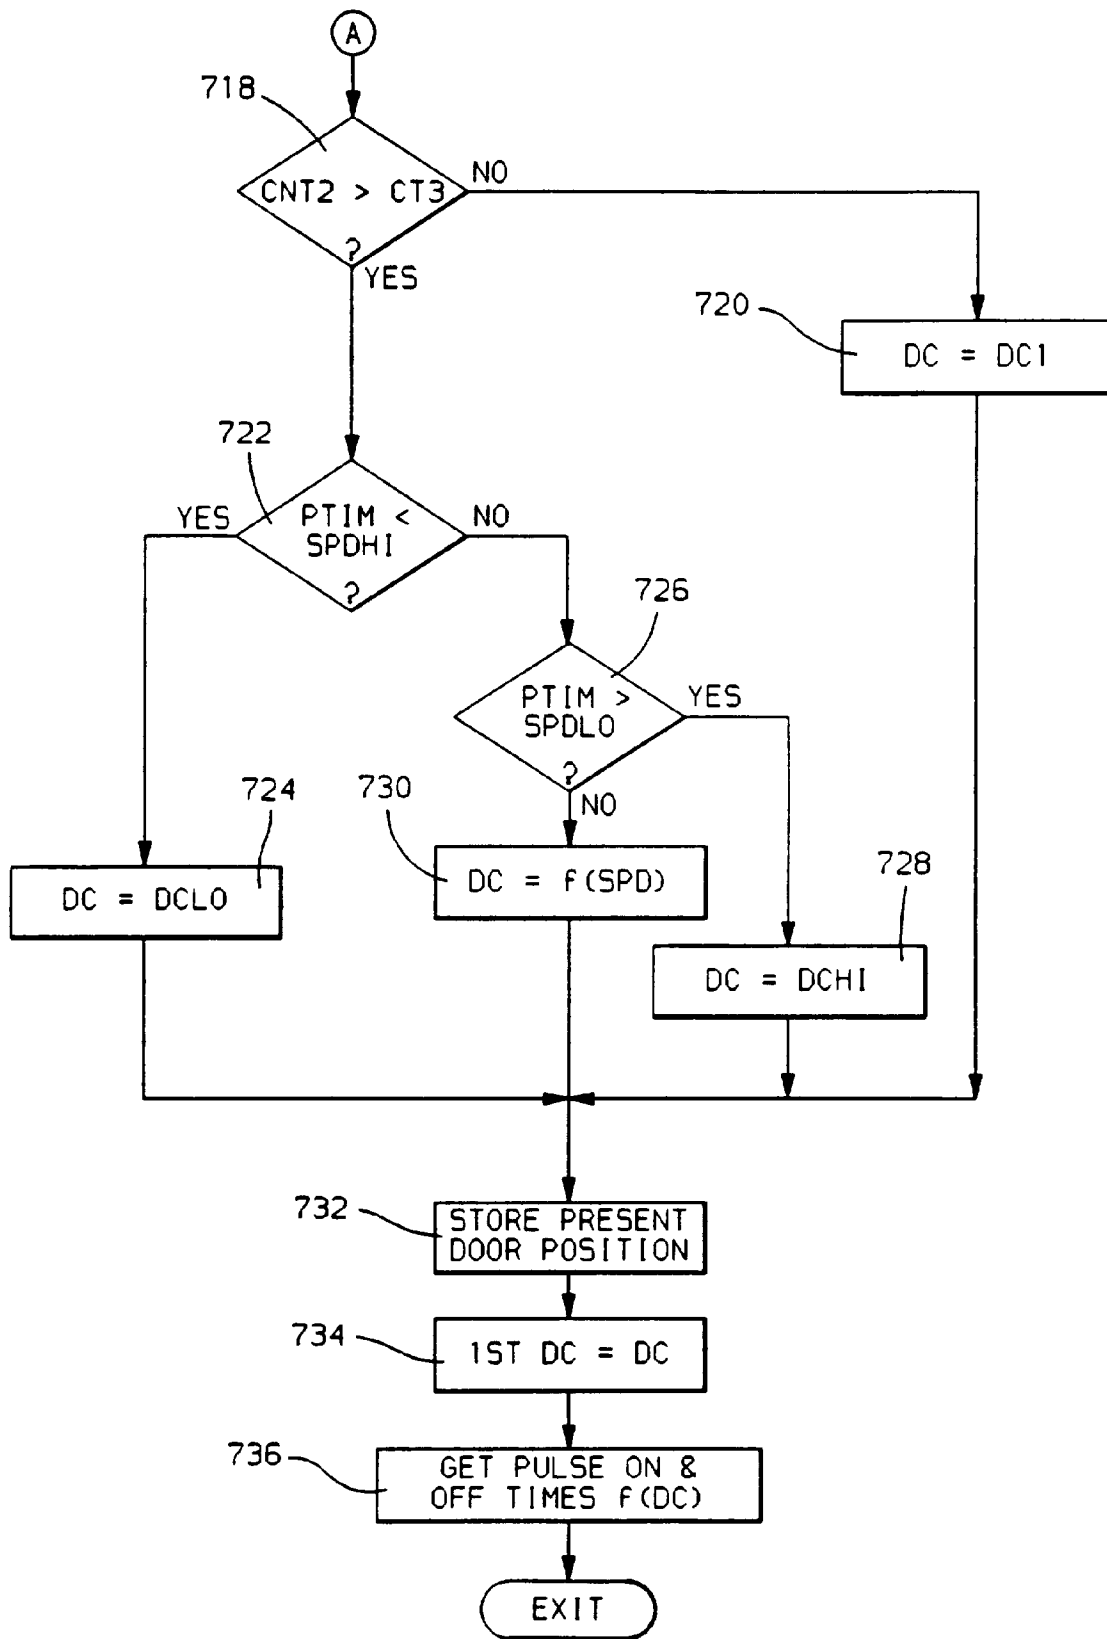 A
718
CNT2 > CT3
?
NO
YES
720
DC = DC1
722
YES
PTIM <
SPDHI
?
NO
726
PTIM >
SPDLO
?
YES
NO
724
DC = DCLO
730
DC = f(SPD)
728
DC = DCHI
732
STORE PRESENT
DOOR POSITION
734
1ST DC = DC
736
GET PULSE ON &
OFF TIMES f(DC)
EXIT